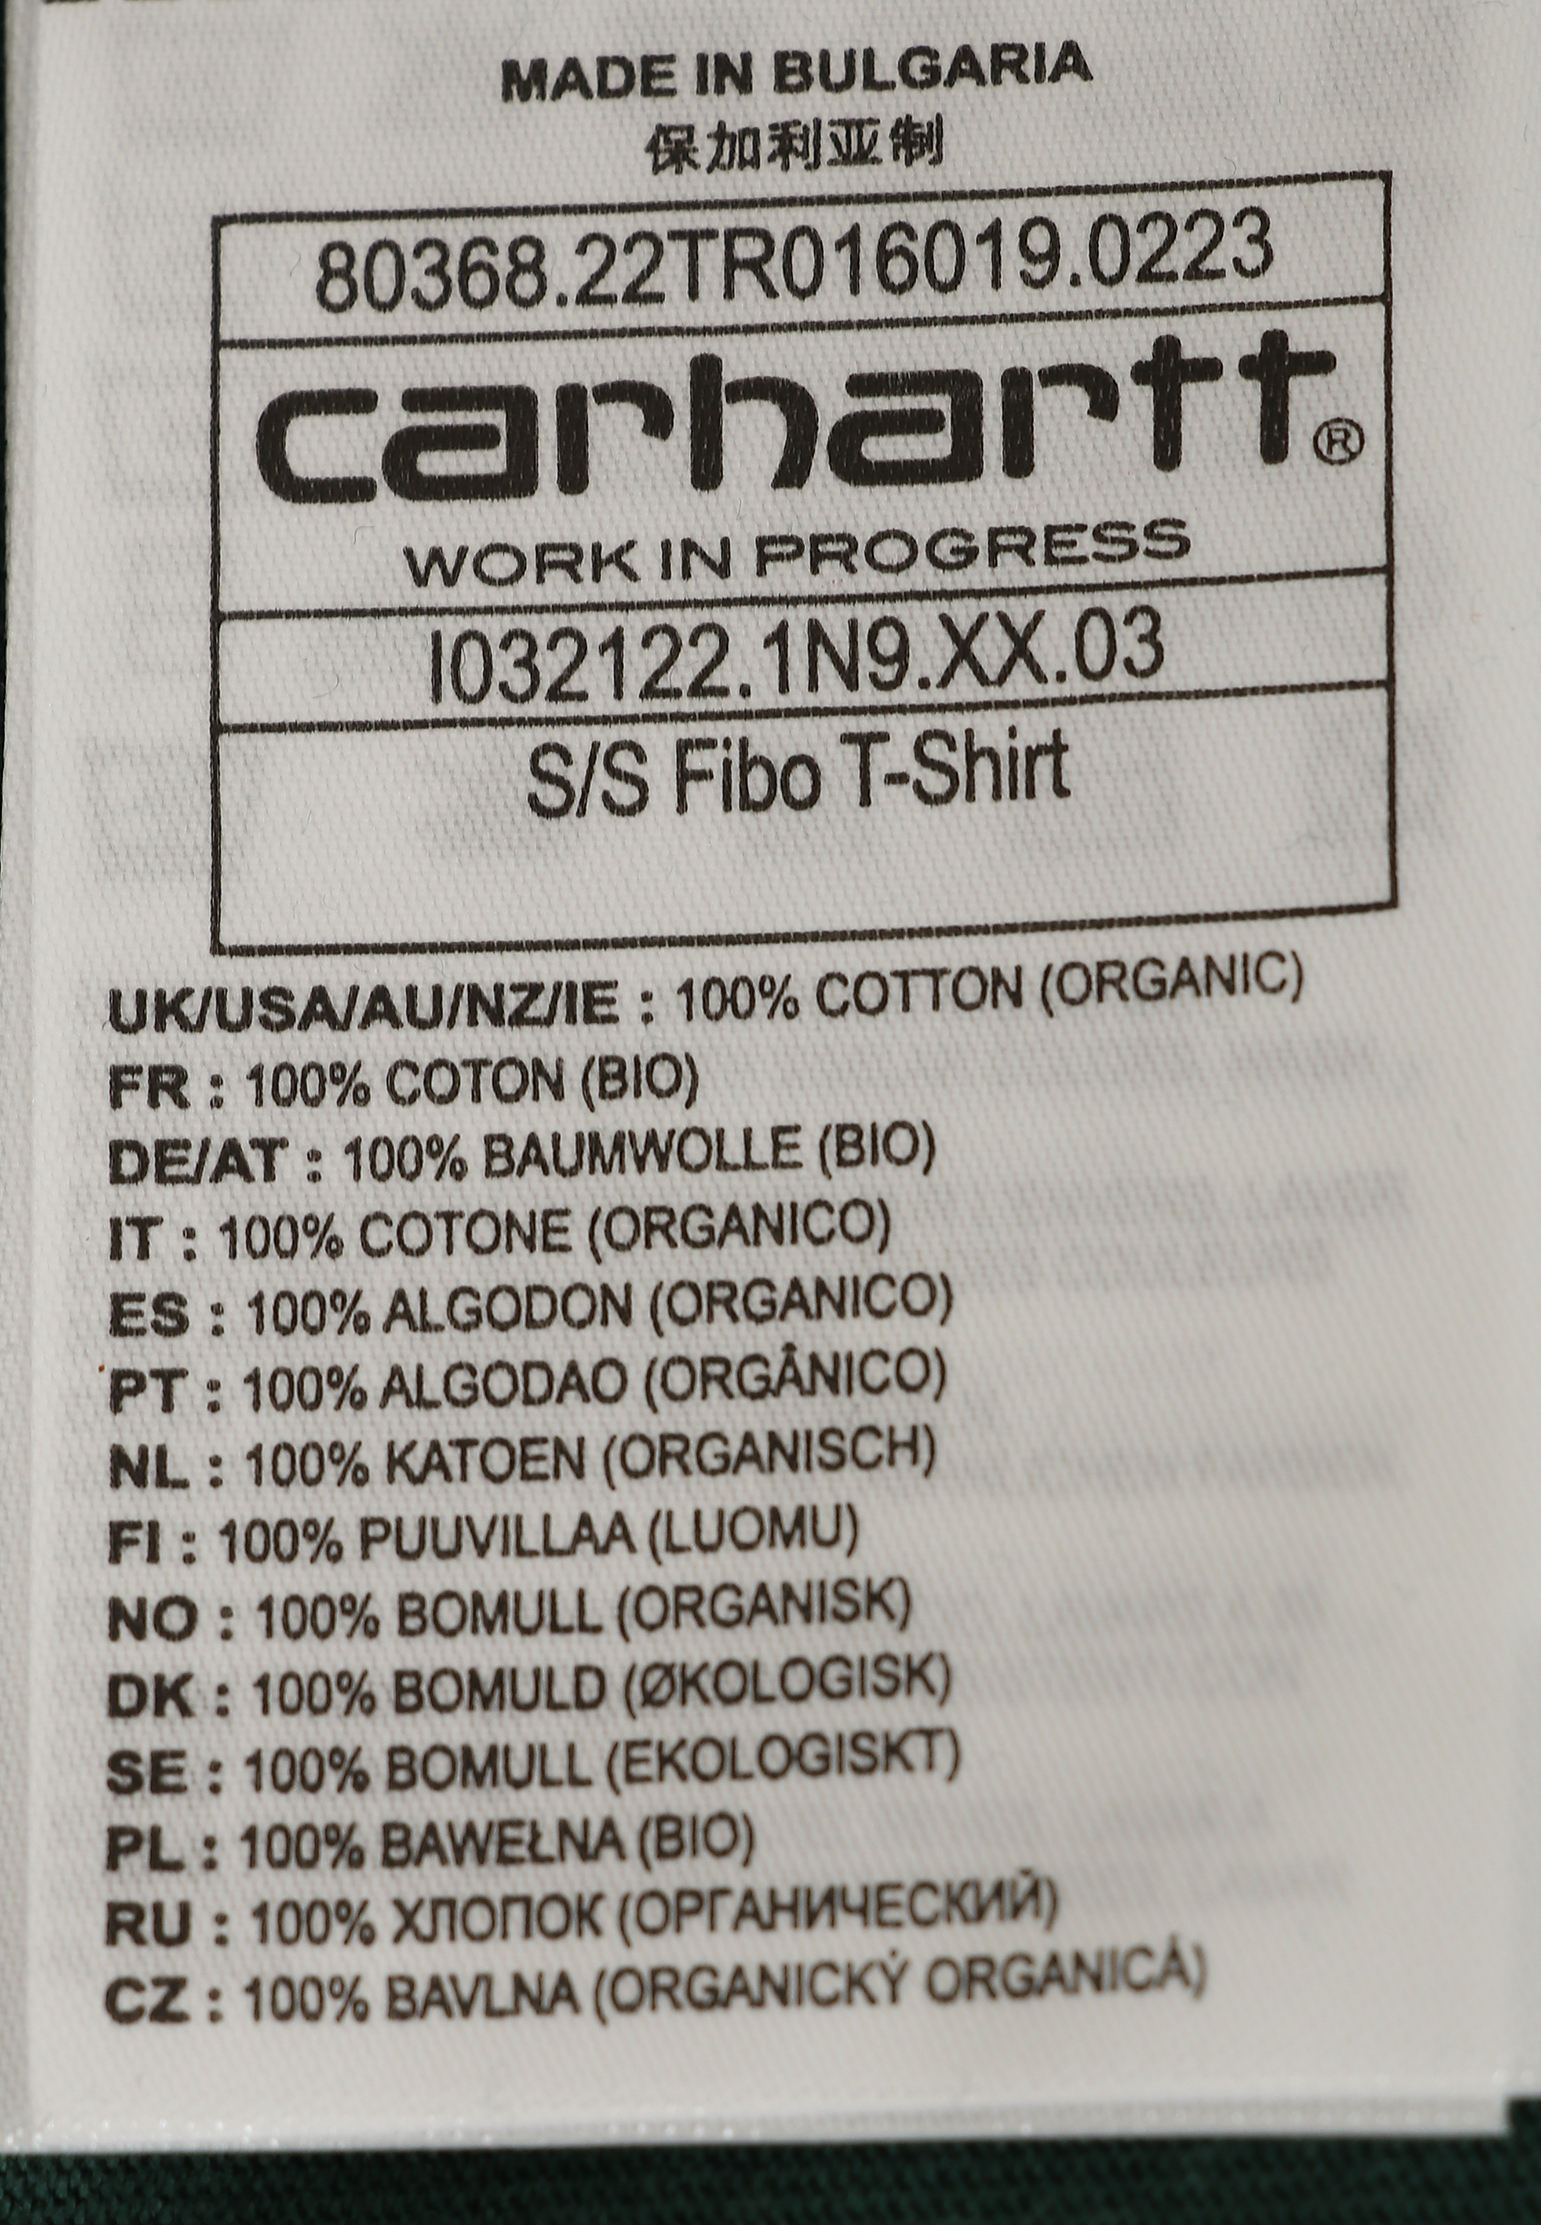 MADE IN BULGARIA
保加利亚制
80368.22TR016019.0223
carhartt®
WORK IN PROGRESS
I032122.1N9.XX.03
S/S Fibo T-Shirt
UK/USA/AU/NZ/IE : 100% COTTON (ORGANIC)
FR : 100% COTON (BIO)
DE/AT : 100% BAUMWOLLE (BIO)
IT : 100% COTONE (ORGANICO)
ES : 100% ALGODON (ORGANICO)
PT : 100% ALGODAO (ORGÂNICO)
NL : 100% KATOEN (ORGANISCH)
FI : 100% PUUVILLAA (LUOMU)
NO : 100% BOMULL (ORGANISK)
DK : 100% BOMULD (ØKOLOGISK)
SE : 100% BOMULL (EKOLOGISKT)
PL : 100% BAWEŁNA (BIO)
RU : 100% ХЛОПОК (ОРГАНИЧЕСКИЙ)
CZ : 100% BAVLNA (ORGANICKÝ ORGANICÁ)